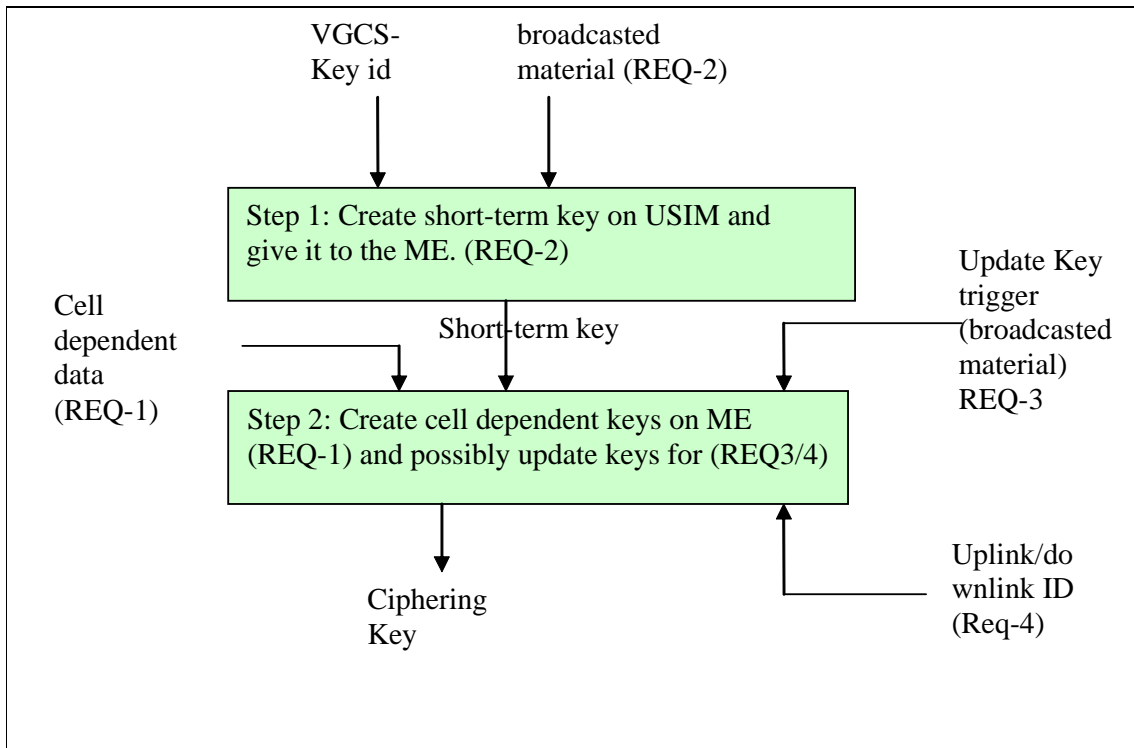 VGCS-
Key id
broadcasted
material (REQ-2)
Step 1: Create short-term key on USIM and
give it to the ME. (REQ-2)
Update Key
trigger
(broadcasted
material)
REQ-3
Cell
dependent
data
(REQ-1)
Short-term key
Step 2: Create cell dependent keys on ME
(REQ-1) and possibly update keys for (REQ3/4)
Ciphering
Key
Uplink/do
wnlink ID
(Req-4)